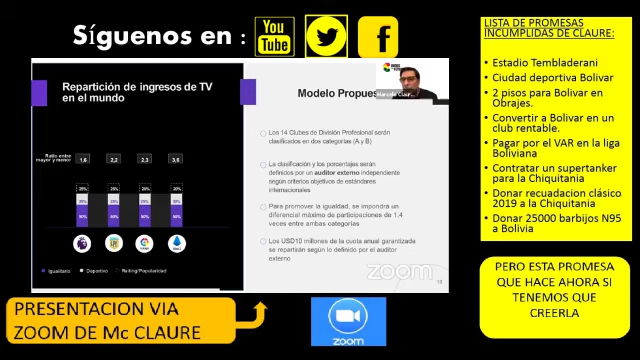 Síguenos en :
You
Tube
LISTA DE PROMESAS
INCUMPLIDAS DE CLAURE:
Estadio Tembladerani
Ciudad deportiva Bolivar
2 pisos para Bolivar en
Obrajes.
Convertir a Bolivar en un
club rentable.
Pagar por el VAR en la liga
Boliviana
Contratar un supertanker
para la Chiquitania
Donar recuadacion clásico
2019 a la Chiquitania
Donar 25000 barbijos N95
a Bolivia
PERO ESTA PROMESA
QUE HACE AHORA SI
TENEMOS QUE
CREERLA
Repartición de ingresos de TV
en el mundo
Ratio entre
mayor y menor
1,6
2,2
2,3
3,6
25%
25%
25%
25%
25%
25%
50%
50%
50%
Igualitario
Deportivo
Ranking/Popularidad
Modelo Propues
Marcelo Claur...
Los 14 Clubes de División Profesional serán
clasificados en dos categorías (A y B)
La clasificación y los porcentajes serán
definidos por un auditor externo independiente
según criterios objetivos de estándares
internacionales
Para promover la igualdad, se impondrá un
diferencial máximo de participaciones de 1.4
veces entre ambas categorías
Los USD10 millones de la cuota anual garantizada
se repartirán según lo definido por el auditor
externo
zoom
PRESENTACION VIA
ZOOM DE Mc CLAURE
zoom